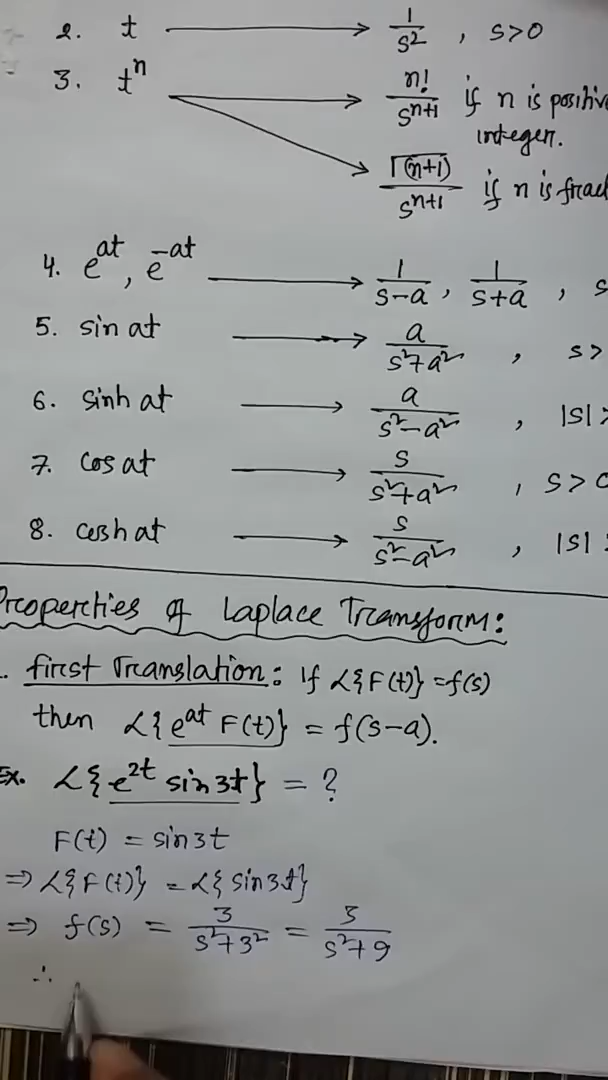 2. t ⟶ 1/s², s>0
3. tⁿ ⟶ n!/sⁿ⁺¹ if n is positive
integer.
⟶ Γ(n+1)/sⁿ⁺¹ if n is
4. e^at, e^-at ⟶ 1/(s-a), 1/(s+a), s
5. sin at ⟶ a/(s²+a²), s>
6. sinh at ⟶ a/(s²-a²), |s|>
7. cos at ⟶ s/(s²+a²), s>0
8. cosh at ⟶ s/(s²-a²), |s|
Properties of Laplace Transform:
. first Translation: If ℒ{F(t)} = f(s)
then ℒ{e^at F(t)} = f(s-a).
Ex. ℒ{e^2t sin3t} = ?
F(t) = sin3t
⇒ ℒ{F(t)} = ℒ{sin3t}
⇒ f(s) = 3/(s²+3²) = 3/(s²+9)
∴